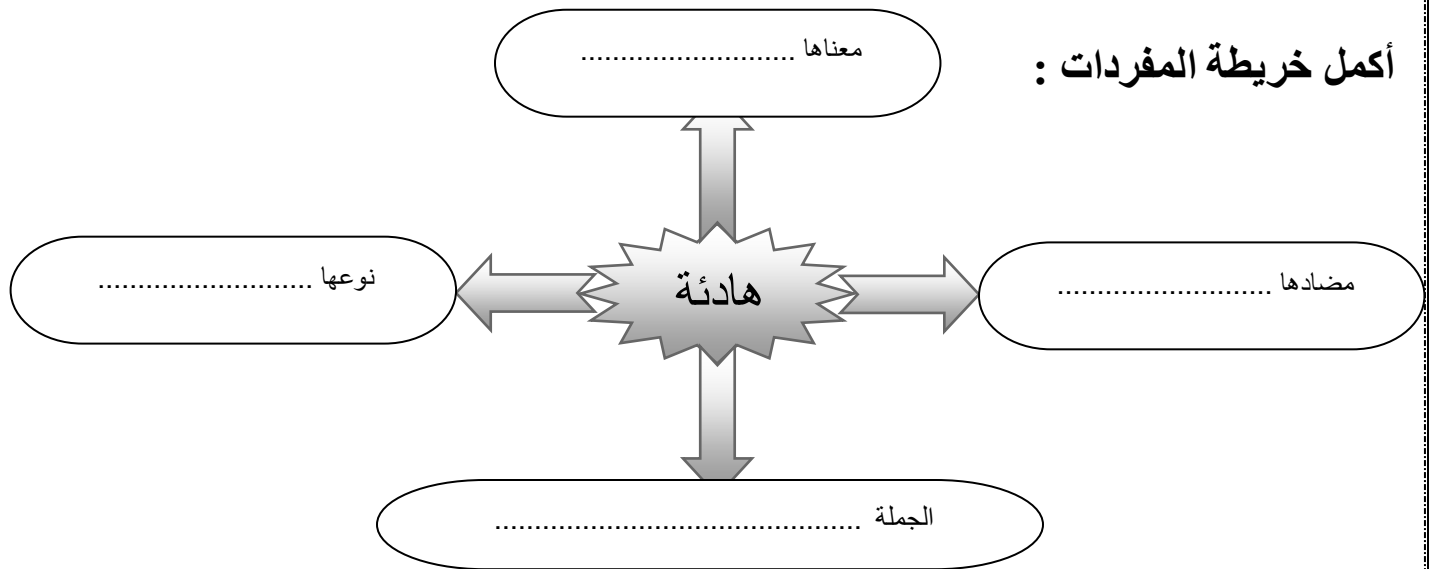 أكمل خريطة المفردات :
معناها ...........................
مضادها ...........................
هادئة
نوعها ...........................
الجملة ..............................................